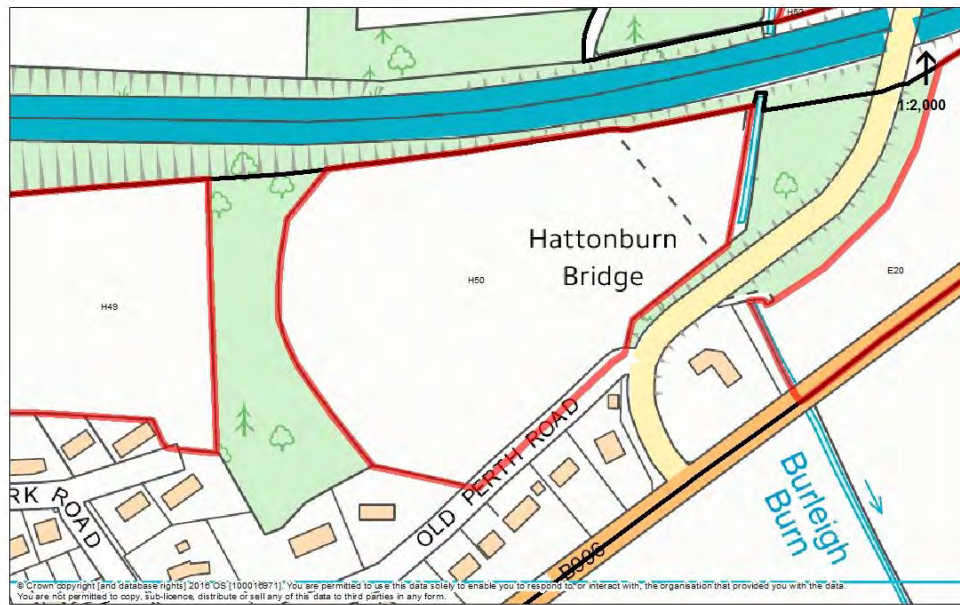 H52
1:2,000
Hattonburn
Bridge
H50
E20
H49
OLD PERTH ROAD
RK ROAD
Burleigh
Burn
B996
© Crown copyright [and database rights] 2016 OS [100016971]. You are permitted to use this data solely to enable you to respond to, or interact with, the organisation that provided you with the data.
You are not permitted to copy, sub-licence, distribute or sell any of this data to third parties in any form.